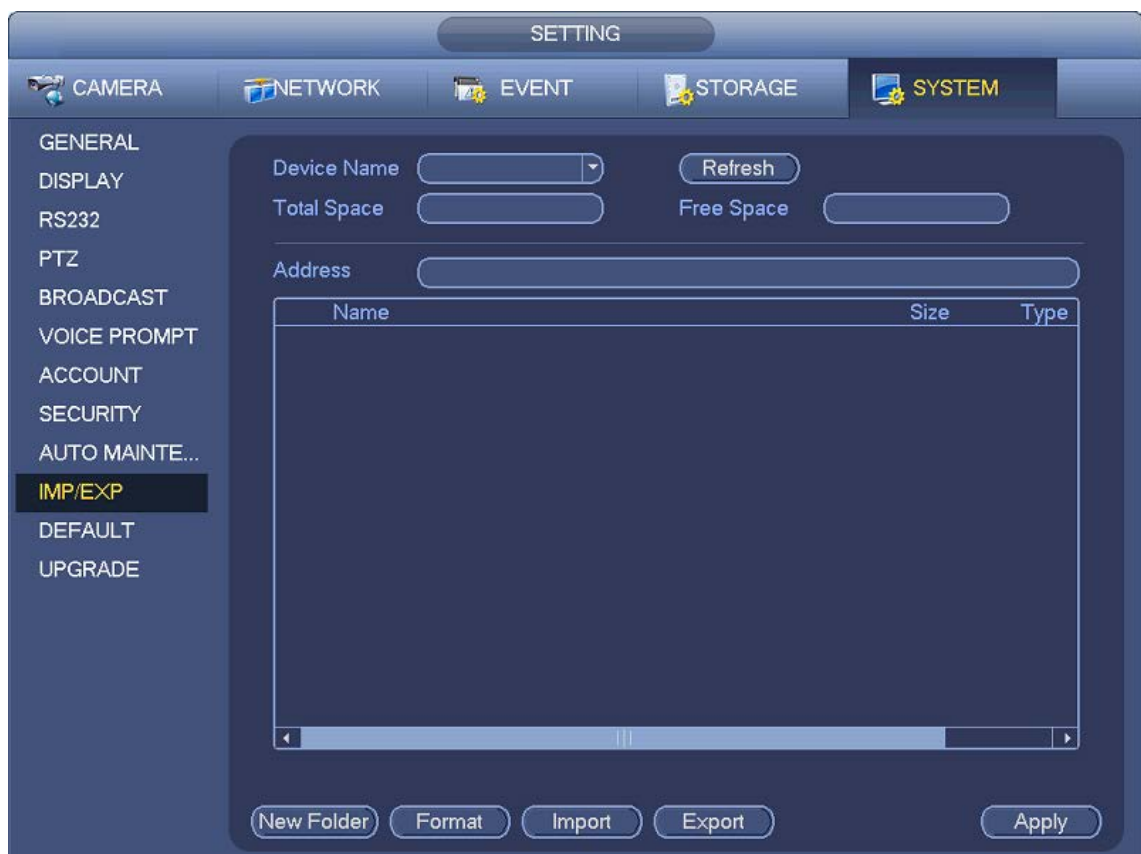 SETTING
CAMERA NETWORK EVENT STORAGE SYSTEM
GENERAL
DISPLAY
RS232
PTZ
BROADCAST
VOICE PROMPT
ACCOUNT
SECURITY
AUTO MAINTE...
IMP/EXP
DEFAULT
UPGRADE
Device Name Refresh
Total Space Free Space
Address
Name Size Type
New Folder Format Import Export Apply